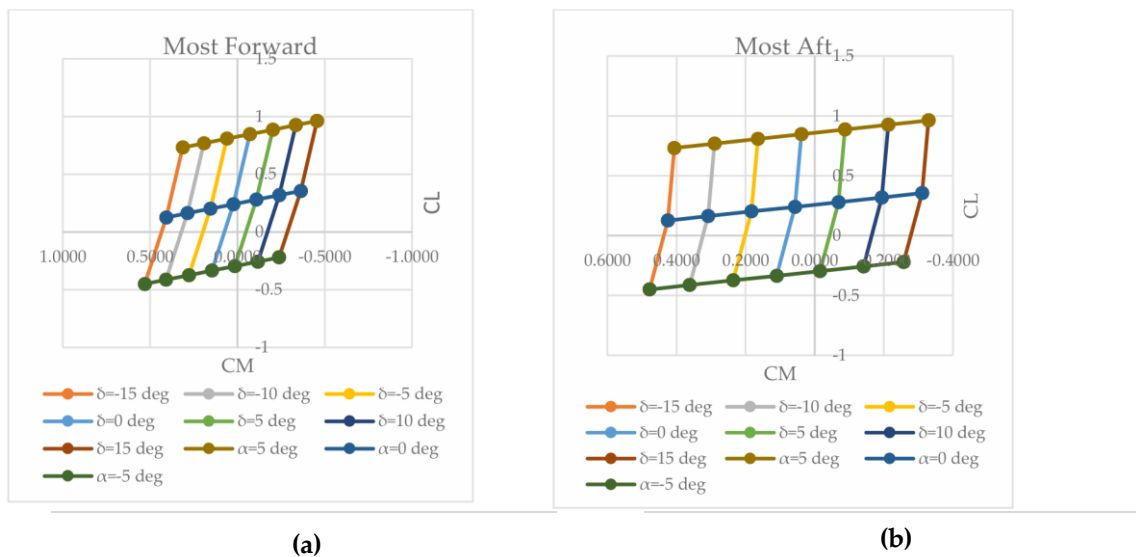 Most Forward
1.5
1
0.5
0
-0.5
-1
1.0000 0.5000 0.0000 -0.5000 -1.0000
CL
CM
δ=-15 deg δ=-10 deg δ=-5 deg
δ=0 deg δ=5 deg δ=10 deg
δ=15 deg α=5 deg α=0 deg
α=-5 deg
(a)
Most Aft
1.5
1
0.5
0
-0.5
-1
0.6000 0.4000 0.2000 0.0000 -0.2000 -0.4000
CL
CM
δ=-15 deg δ=-10 deg δ=-5 deg
δ=0 deg δ=5 deg δ=10 deg
δ=15 deg α=5 deg α=0 deg
α=-5 deg
(b)